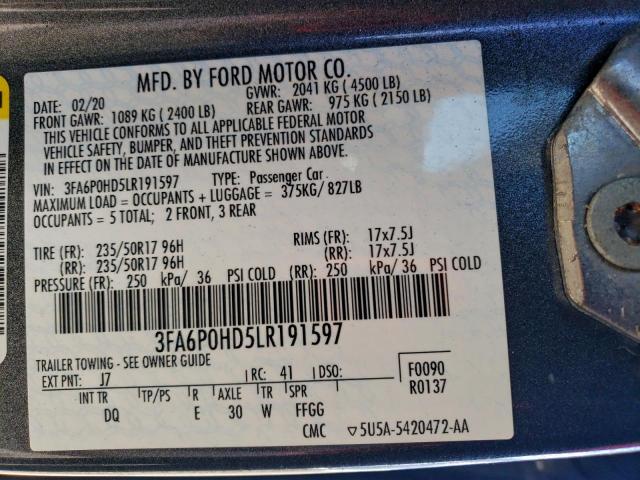 MFD. BY FORD MOTOR CO.
DATE: 02/20 GVWR: 2041 KG ( 4500 LB)
FRONT GAWR: 1089 KG ( 2400 LB) REAR GAWR: 975 KG ( 2150 LB)
THIS VEHICLE CONFORMS TO ALL APPLICABLE FEDERAL MOTOR
VEHICLE SAFETY, BUMPER, AND THEFT PREVENTION STANDARDS
IN EFFECT ON THE DATE OF MANUFACTURE SHOWN ABOVE.
VIN: 3FA6P0HD5LR191597 TYPE: Passenger Car
MAXIMUM LOAD = OCCUPANTS + LUGGAGE = 375KG/ 827LB
OCCUPANTS = 5 TOTAL; 2 FRONT, 3 REAR
TIRE (FR): 235/50R17 96H RIMS (FR): 17x7.5J
(RR): 235/50R17 96H (RR): 17x7.5J
PRESSURE (FR): 250 kPa/ 36 PSI COLD (RR): 250 kPa/ 36 PSI COLD
3FA6P0HD5LR191597
TRAILER TOWING - SEE OWNER GUIDE
EXT PNT: J7 RC: 41 DSO: F0090
R0137
INT TR TP/PS R AXLE TR SPR
DQ E 30 W FFGG
CMC ▽5U5A-5420472-AA